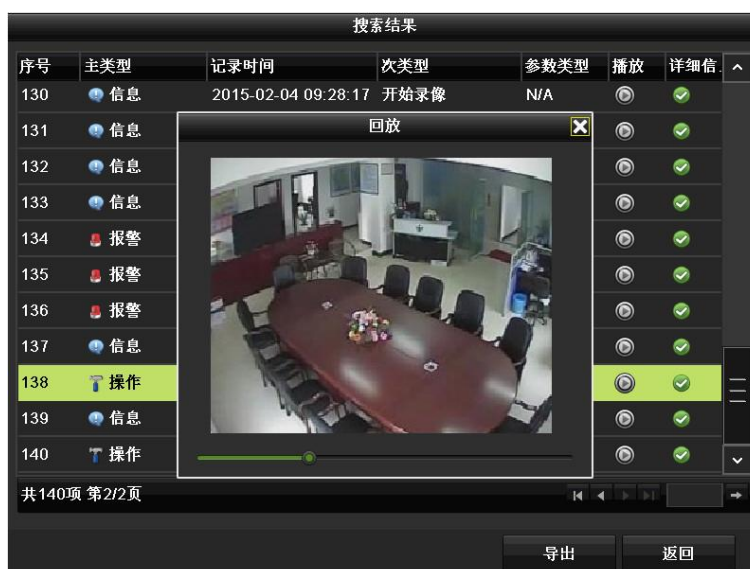 搜索结果
序号 主类型 记录时间 次类型 参数类型 播放 详细信
130 信息 2015-02-04 09:28:17 开始录像 N/A
131 信息
回放
132 信息
133 信息
134 报警
135 报警
136 报警
137 信息
138 操作
139 信息
140 操作
共140项 第2/2页
导出 返回